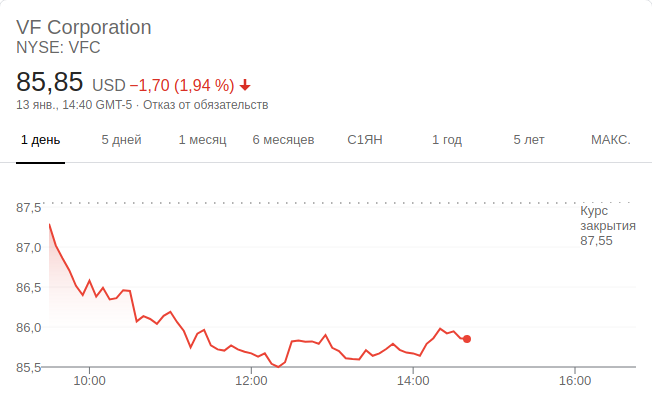 VF Corporation
NYSE: VFC
85,85 USD −1,70 (1,94 %)
13 янв., 14:40 GMT-5 · Отказ от обязательств
1 день 5 дней 1 месяц 6 месяцев С1ЯН 1 год 5 лет МАКС.
87,5
Курс
закрытия
87,55
87,0
86,5
86,0
85,5
10:00 12:00 14:00 16:00